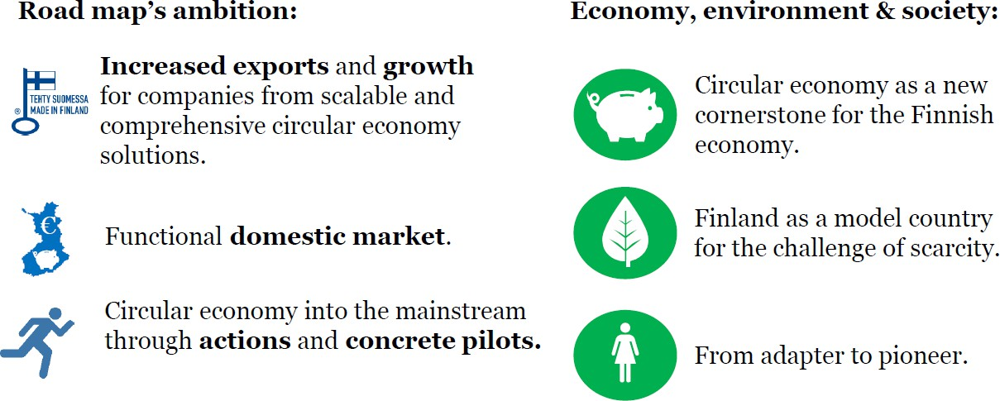 Road map’s ambition:
® TEHTY SUOMESSA
MADE IN FINLAND
Increased exports and growth
for companies from scalable and
comprehensive circular economy
solutions.
€
Functional domestic market.
Circular economy into the mainstream
through actions and concrete pilots.
Economy, environment & society:
Circular economy as a new
cornerstone for the Finnish
economy.
Finland as a model country
for the challenge of scarcity.
From adapter to pioneer.